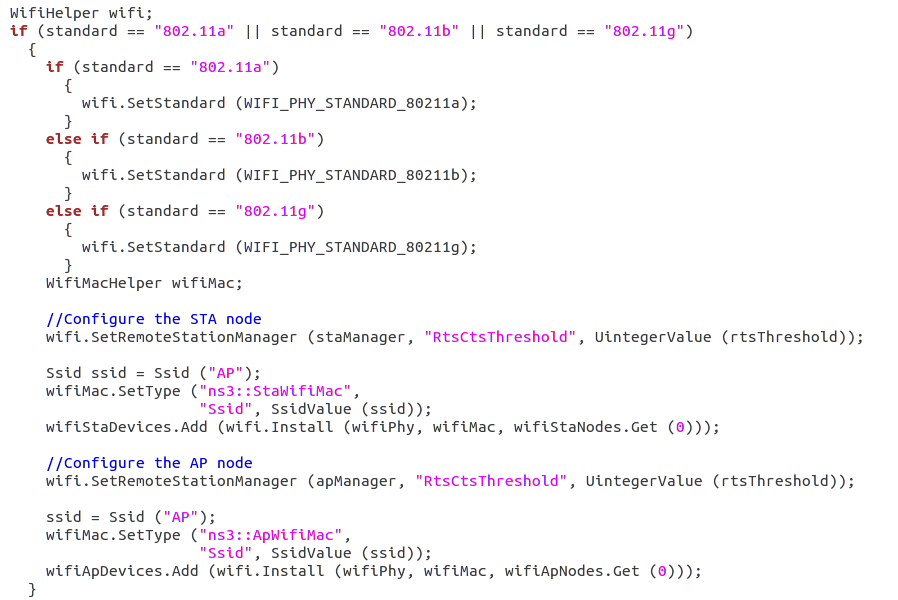 WifiHelper wifi;
if (standard == "802.11a" || standard == "802.11b" || standard == "802.11g")
  {
    if (standard == "802.11a")
      {
        wifi.SetStandard (WIFI_PHY_STANDARD_80211a);
      }
    else if (standard == "802.11b")
      {
        wifi.SetStandard (WIFI_PHY_STANDARD_80211b);
      }
    else if (standard == "802.11g")
      {
        wifi.SetStandard (WIFI_PHY_STANDARD_80211g);
      }
    WifiMacHelper wifiMac;

    //Configure the STA node
    wifi.SetRemoteStationManager (staManager, "RtsCtsThreshold", UintegerValue (rtsThreshold));

    Ssid ssid = Ssid ("AP");
    wifiMac.SetType ("ns3::StaWifiMac",
                     "Ssid", SsidValue (ssid));
    wifiStaDevices.Add (wifi.Install (wifiPhy, wifiMac, wifiStaNodes.Get (0)));

    //Configure the AP node
    wifi.SetRemoteStationManager (apManager, "RtsCtsThreshold", UintegerValue (rtsThreshold));

    ssid = Ssid ("AP");
    wifiMac.SetType ("ns3::ApWifiMac",
                     "Ssid", SsidValue (ssid));
    wifiApDevices.Add (wifi.Install (wifiPhy, wifiMac, wifiApNodes.Get (0)));
  }